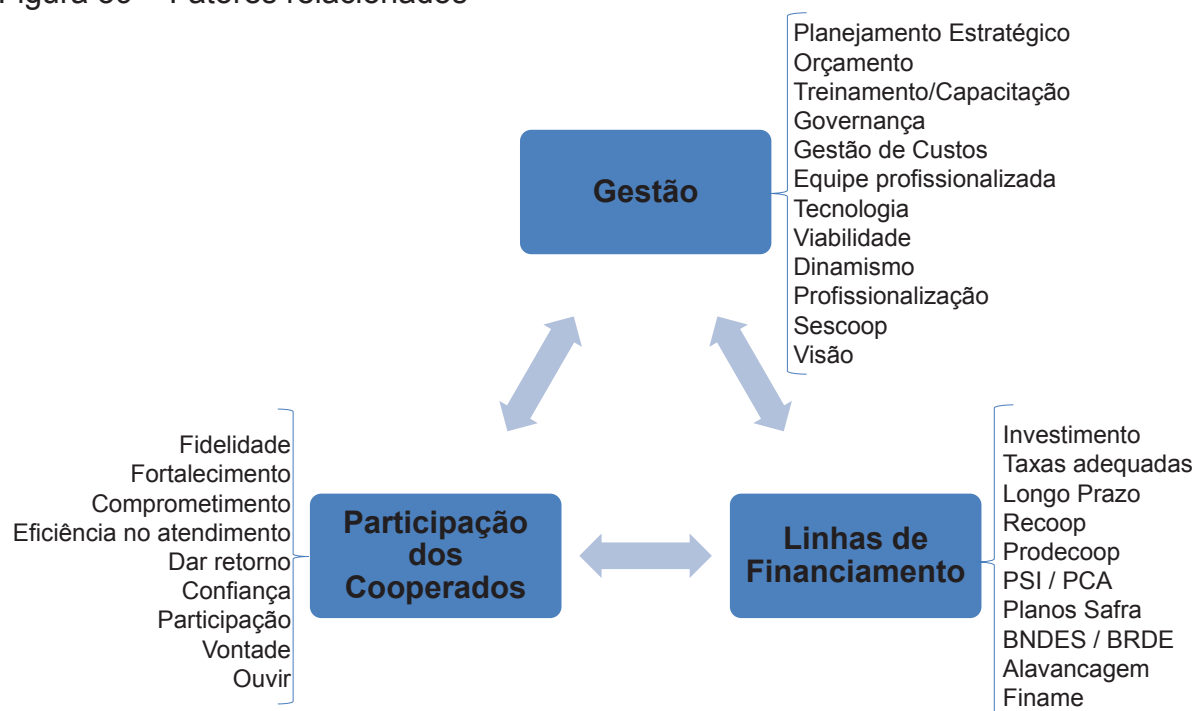 Planejamento Estratégico
Orçamento
Treinamento/Capacitação
Governança
Gestão de Custos
Equipe profissionalizada
Tecnologia
Viabilidade
Dinamismo
Profissionalização
Sescoop
Visão
Gestão
Fidelidade
Fortalecimento
Comprometimento
Eficiência no atendimento
Dar retorno
Confiança
Participação
Vontade
Ouvir
Participação
dos
Cooperados
Linhas de
Financiamento
Investimento
Taxas adequadas
Longo Prazo
Recoop
Prodecoop
PSI / PCA
Planos Safra
BNDES / BRDE
Alavancagem
Finame